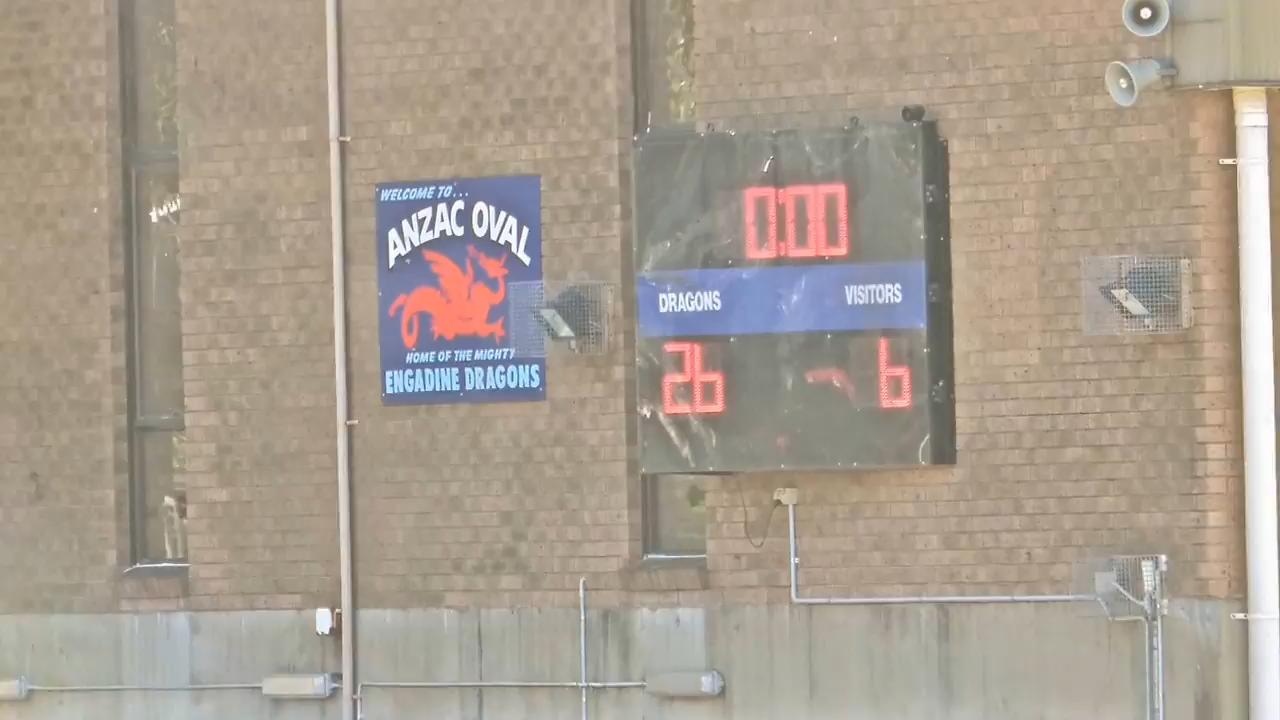 WELCOME TO...
ANZAC OVAL
HOME OF THE MIGHTY
ENGADINE DRAGONS
0:00
DRAGONS VISITORS
26 6